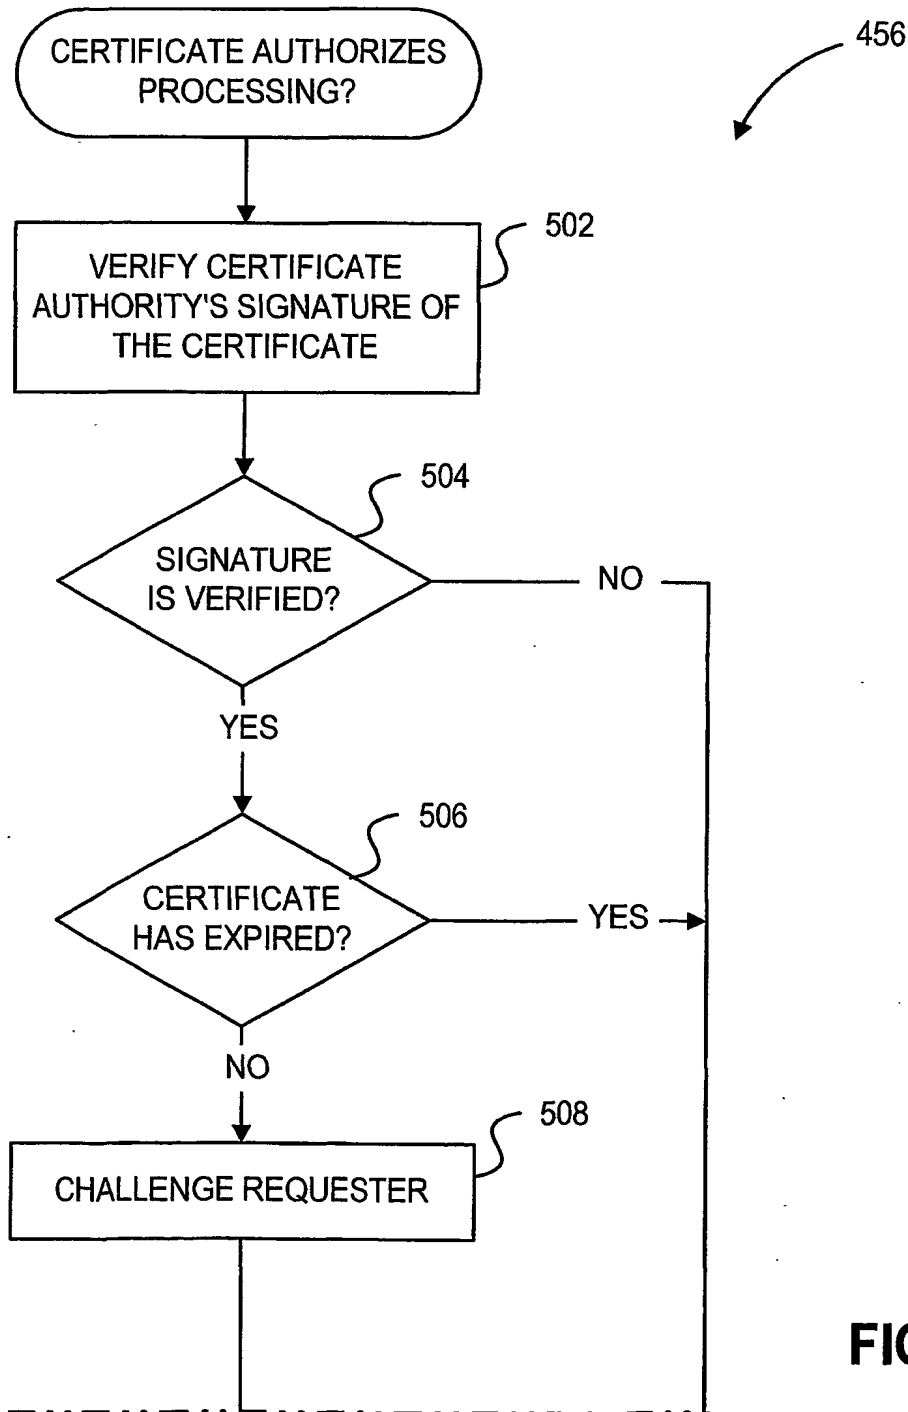 CERTIFICATE AUTHORIZES
PROCESSING?
456
502
VERIFY CERTIFICATE
AUTHORITY'S SIGNATURE OF
THE CERTIFICATE
504
SIGNATURE
IS VERIFIED?
NO
YES
506
CERTIFICATE
HAS EXPIRED?
YES
NO
508
CHALLENGE REQUESTER